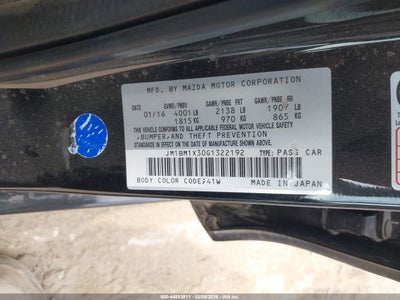 MFD. BY MAZDA MOTOR CORPORATION
GVWR/PNBV GAWR/PNBE FRT GAWR/PNBE RR
01/16 4001 LB 2138 LB 1907 LB
1815 KG 970 KG 865 KG
THIS VEHICLE CONFORMS TO ALL APPLICABLE FEDERAL MOTOR VEHICLE SAFETY
,BUMPER,AND THEFT PREVENTION
STANDARDS IN EFFECT ON THE DATE OF MANUFACTURE SHOWN ABOVE.
JM1BM1X30G1322192 TYPE: PASS CAR
BODY COLOR CODE;41W MADE IN JAPAN